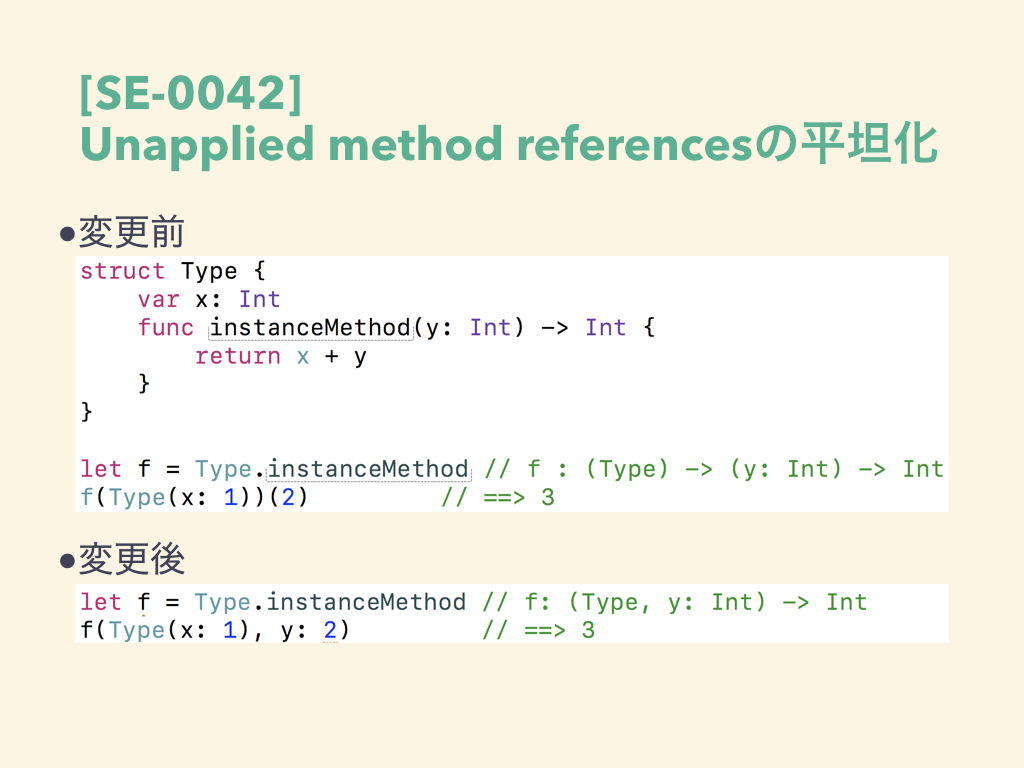 [SE-0042]
Unapplied method referencesの平坦化
●変更前
struct Type {
    var x: Int
    func instanceMethod(y: Int) -> Int {
        return x + y
    }
}
let f = Type.instanceMethod // f : (Type) -> (y: Int) -> Int
f(Type(x: 1))(2)         // ==> 3
●変更後
let f = Type.instanceMethod // f: (Type, y: Int) -> Int
f(Type(x: 1), y: 2)         // ==> 3